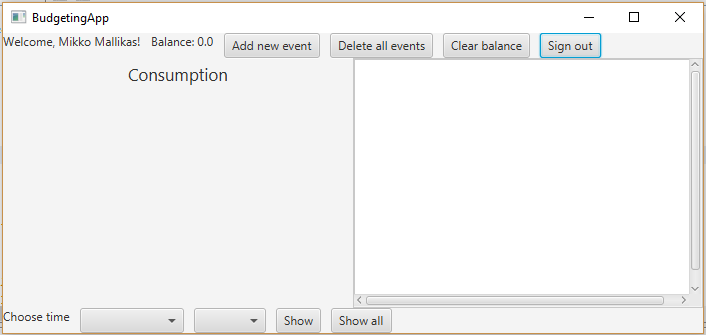 BudgetingApp
Welcome, Mikko Mallikas! Balance: 0.0 Add new event Delete all events Clear balance Sign out
Consumption
Choose time Show Show all